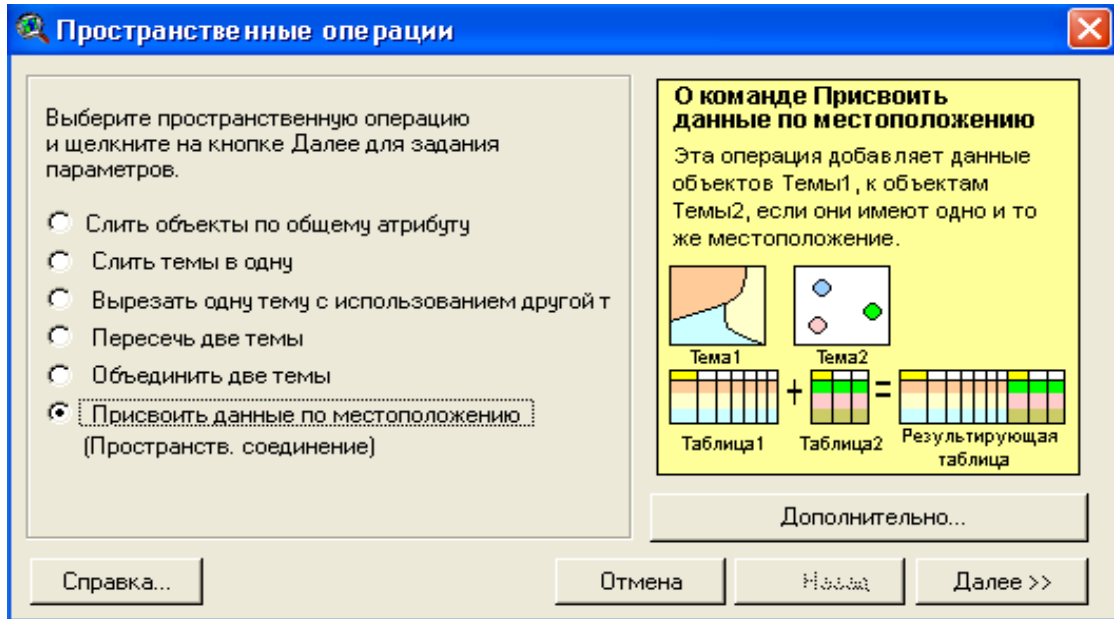 Пространственные операции
Выберите пространственную операцию
и щелкните на кнопке Далее для задания
параметров.
Слить объекты по общему атрибуту
Слить темы в одну
Вырезать одну тему с использованием другой т
Пересечь две темы
Объединить две темы
Присвоить данные по местоположению
(Пространств. соединение)
О команде Присвоить
данные по местоположению
Эта операция добавляет данные
объектов Темы1, к объектам
Темы2, если они имеют одно и то
же местоположение.
Тема1
Тема2
+
=
Таблица1
Таблица2
Результирующая
таблица
Дополнительно...
Справка...
Отмена
Назад
Далее >>